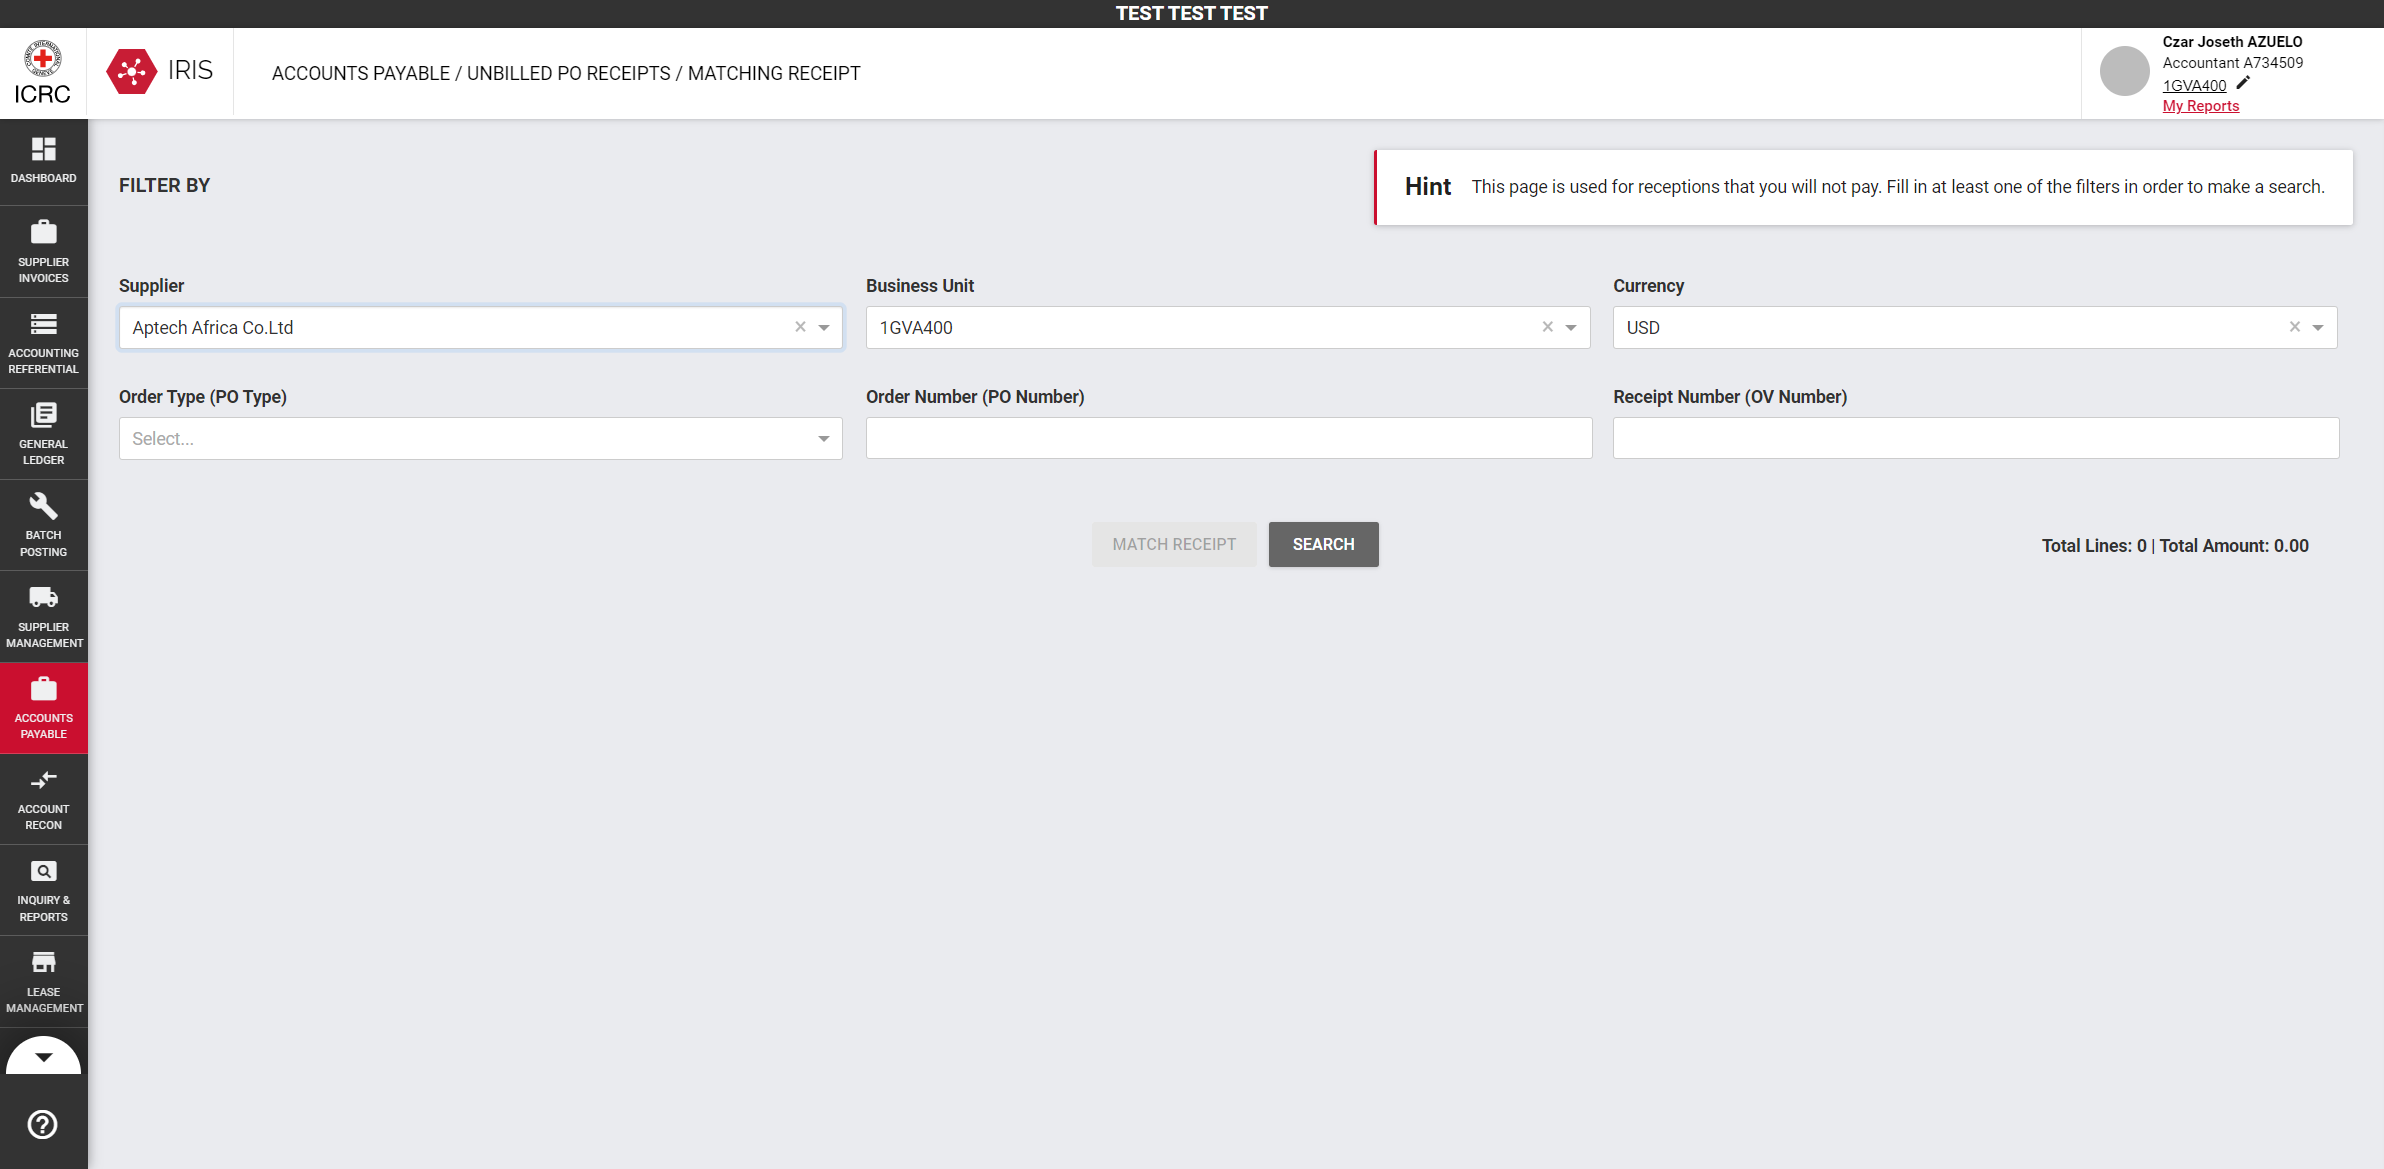 TEST TEST TEST
ICRC
IRIS
ACCOUNTS PAYABLE / UNBILLED PO RECEIPTS / MATCHING RECEIPT
Czar Joseth AZUELO
Accountant A734509
1GVA400
My Reports
DASHBOARD
SUPPLIER
INVOICES
ACCOUNTING
REFERENTIAL
GENERAL
LEDGER
BATCH
POSTING
SUPPLIER
MANAGEMENT
ACCOUNTS
PAYABLE
ACCOUNT
RECON
INQUIRY &
REPORTS
LEASE
MANAGEMENT
FILTER BY
Hint This page is used for receptions that you will not pay. Fill in at least one of the filters in order to make a search.
Supplier
Aptech Africa Co.Ltd
Business Unit
1GVA400
Currency
USD
Order Type (PO Type)
Select...
Order Number (PO Number)
Receipt Number (OV Number)
MATCH RECEIPT
SEARCH
Total Lines: 0 | Total Amount: 0.00